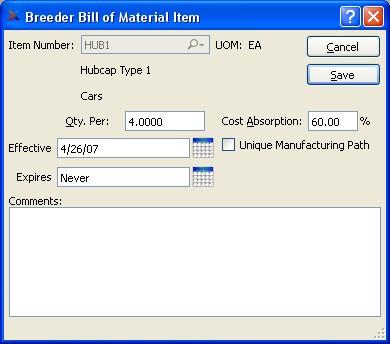 Breeder Bill of Material Item
Item Number: HUB1 UOM: EA Cancel
Hubcap Type 1 Save
Cars
Qty. Per: 4.0000 Cost Absorption: 60.00 %
Effective 4/26/07 Unique Manufacturing Path
Expires Never
Comments: